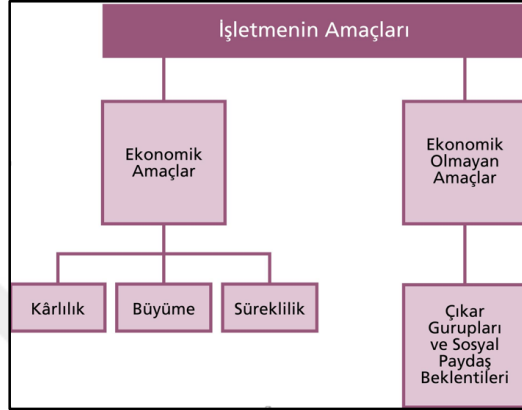 İşletmenin Amaçları
Ekonomik
Amaçlar
Ekonomik
Olmayan
Amaçlar
Kârlılık
Büyüme
Süreklilik
Çıkar
Gurupları
ve Sosyal
Paydaş
Beklentileri